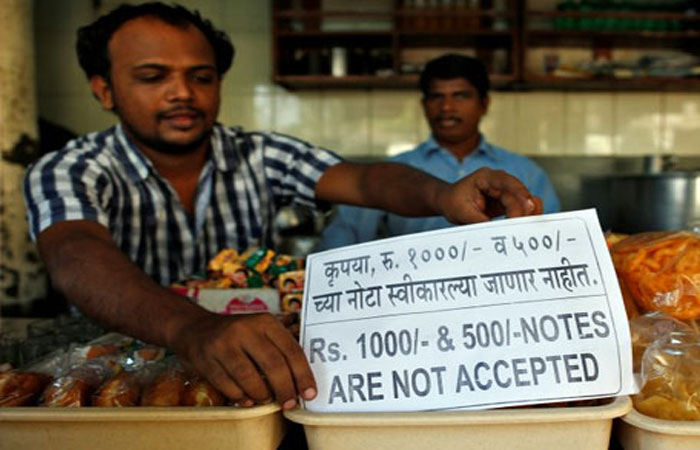 कृपया, रु. १०००/- व ५००/-
च्या नोटा स्वीकारल्या जाणार नाहीत.
Rs. 1000/- & 500/-NOTES
ARE NOT ACCEPTED